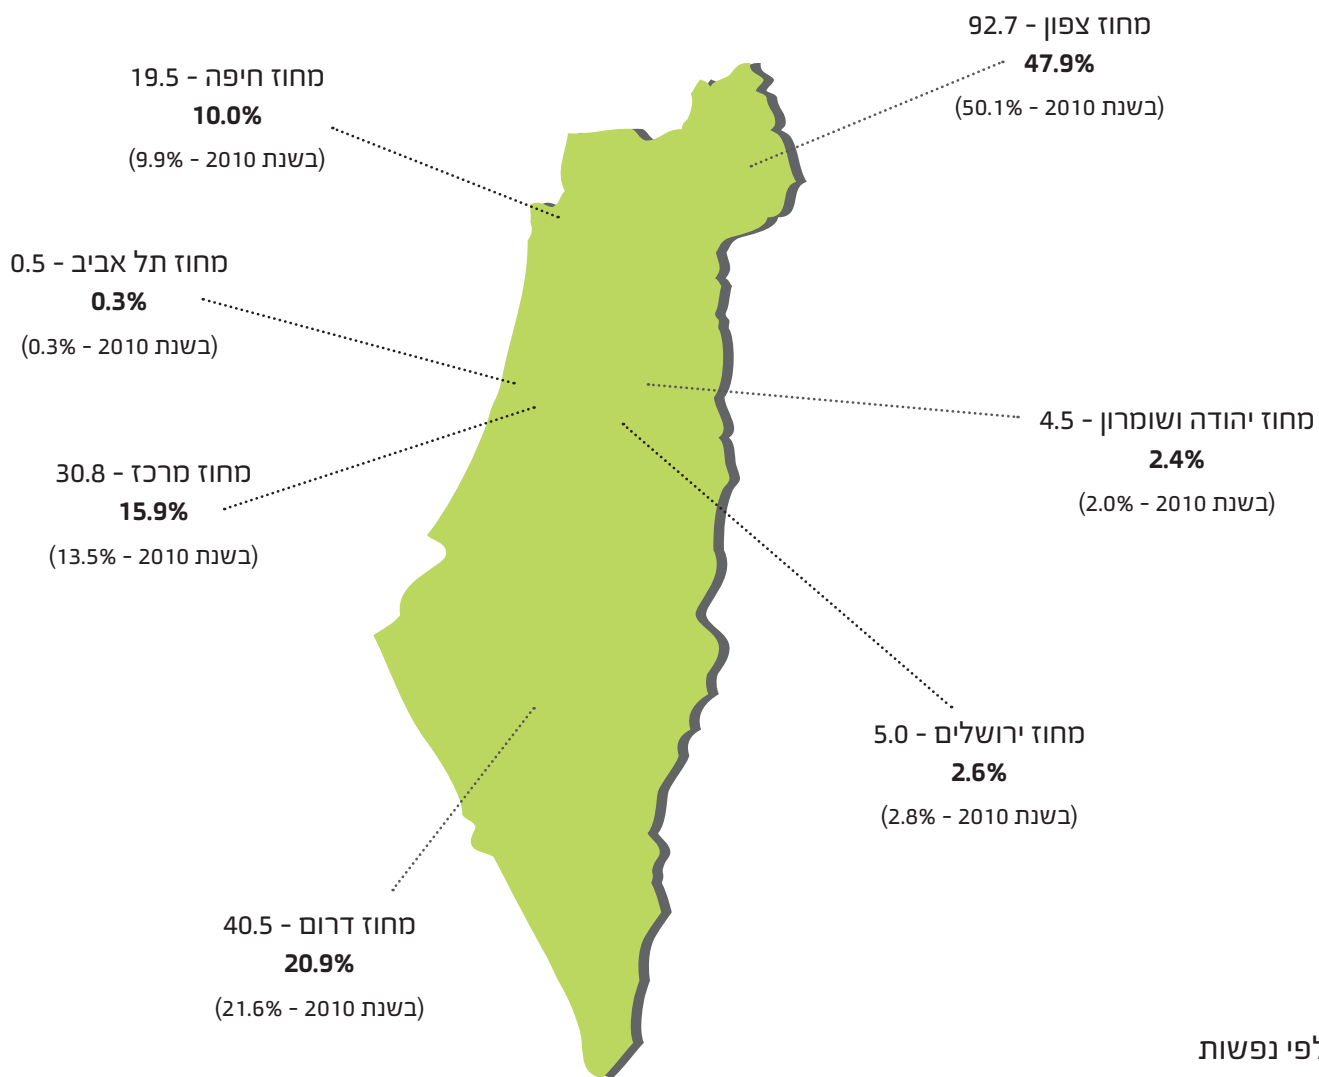 מחוז צפון - 92.7
47.9%
(בשנת 2010 - 50.1%)
מחוז חיפה - 19.5
10.0%
(בשנת 2010 - 9.9%)
מחוז תל אביב - 0.5
0.3%
(בשנת 2010 - 0.3%)
מחוז יהודה ושומרון - 4.5
2.4%
(בשנת 2010 - 2.0%)
מחוז מרכז - 30.8
15.9%
(בשנת 2010 - 13.5%)
מחוז ירושלים - 5.0
2.6%
(בשנת 2010 - 2.8%)
מחוז דרום - 40.5
20.9%
(בשנת 2010 - 21.6%)
נפשות